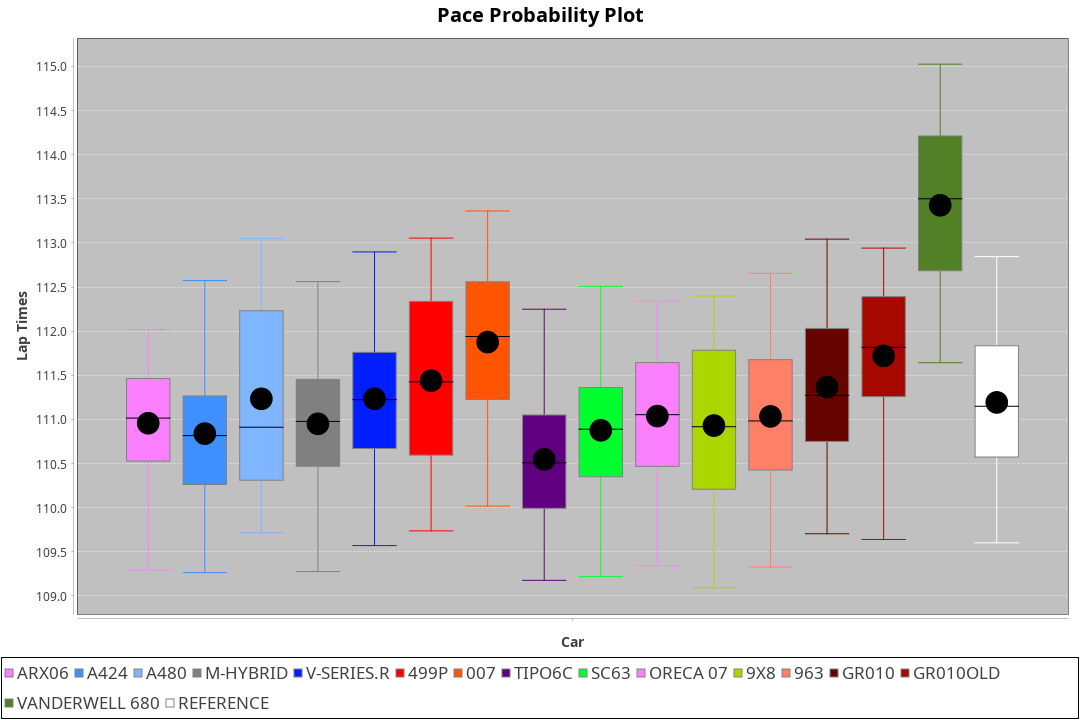 Pace Probability Plot
115.0
114.5
114.0
113.5
113.0
112.5
112.0
111.5
111.0
110.5
110.0
109.5
109.0
Lap Times
Car
ARX06 A424 A480 M-HYBRID V-SERIES.R 499P 007 TIPO6C SC63 ORECA 07 9X8 963 GR010 GR010OLD
VANDERWELL 680 REFERENCE